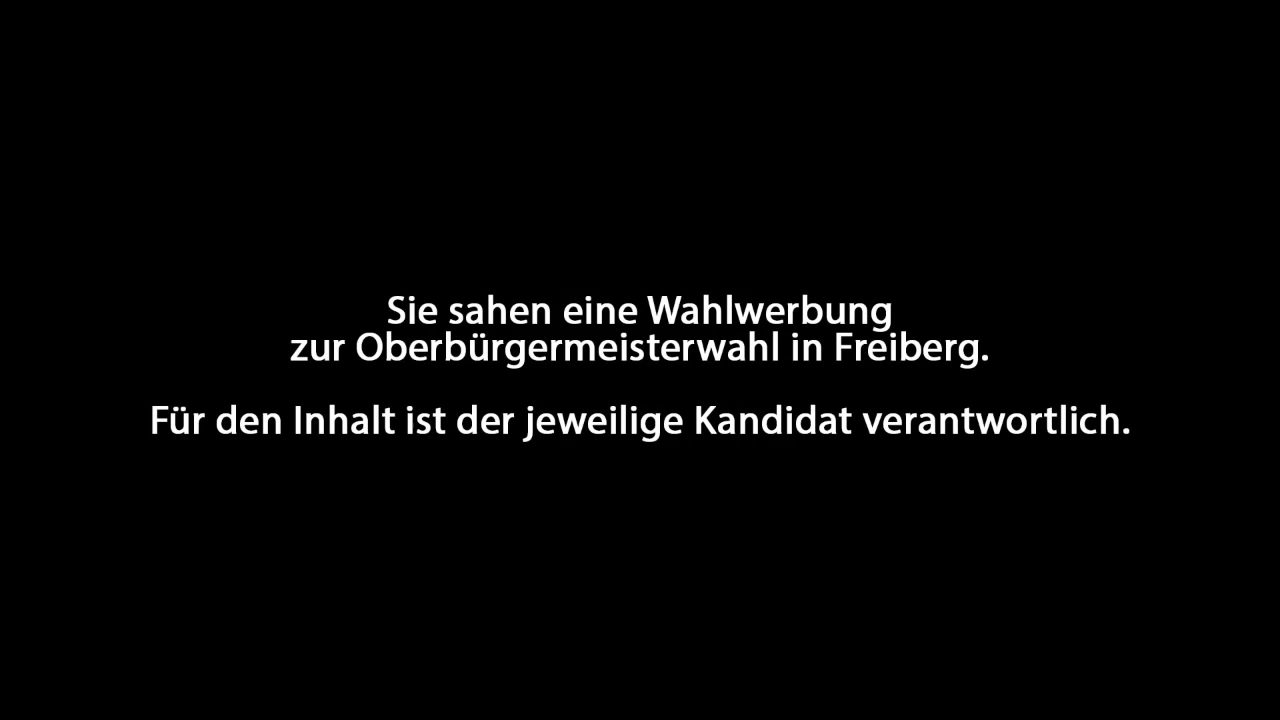 Sie sahen eine Wahlwerbung
zur Oberbürgermeisterwahl in Freiberg.
Für den Inhalt ist der jeweilige Kandidat verantwortlich.